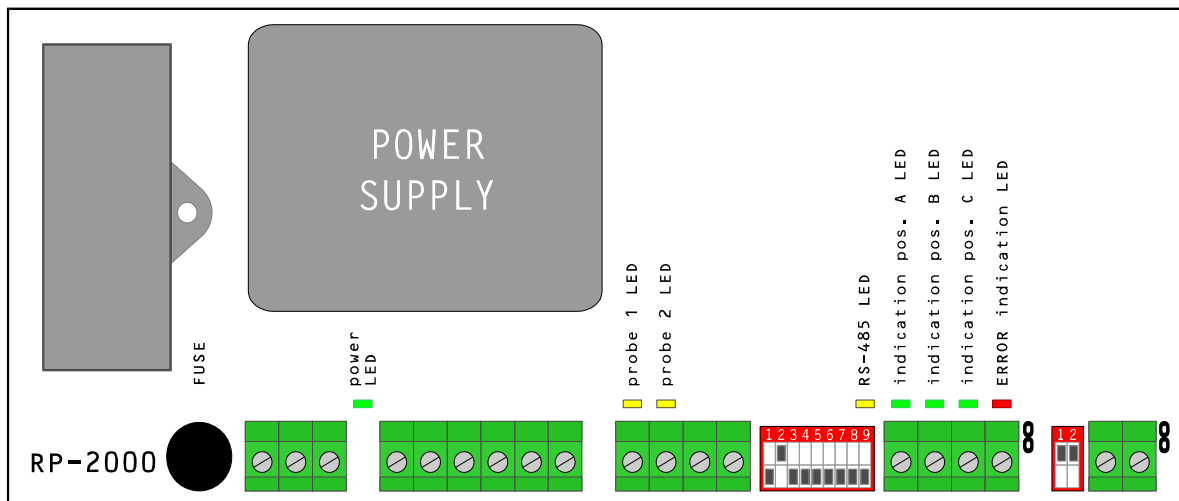 POWER
SUPPLY
FUSE
power
LED
probe 1 LED
probe 2 LED
RS-485 LED
indication pos. A LED
indication pos. B LED
indication pos. C LED
ERROR indication LED
RP-2000
1 2 3 4 5 6 7 8 9
1 2